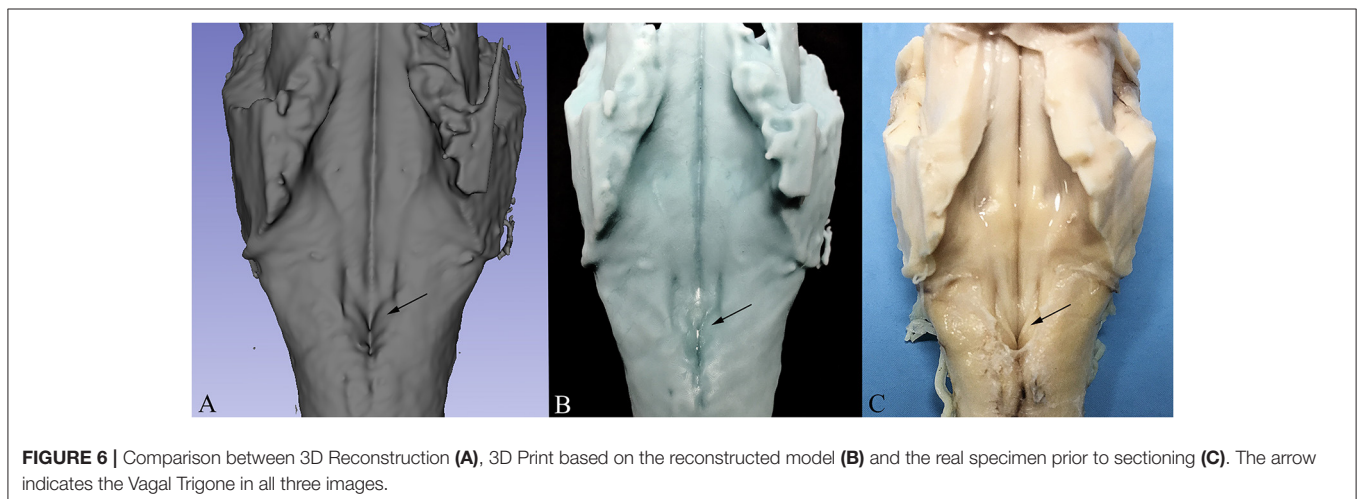 A
B
C
FIGURE 6 | Comparison between 3D Reconstruction (A), 3D Print based on the reconstructed model (B) and the real specimen prior to sectioning (C). The arrow
indicates the Vagal Trigone in all three images.